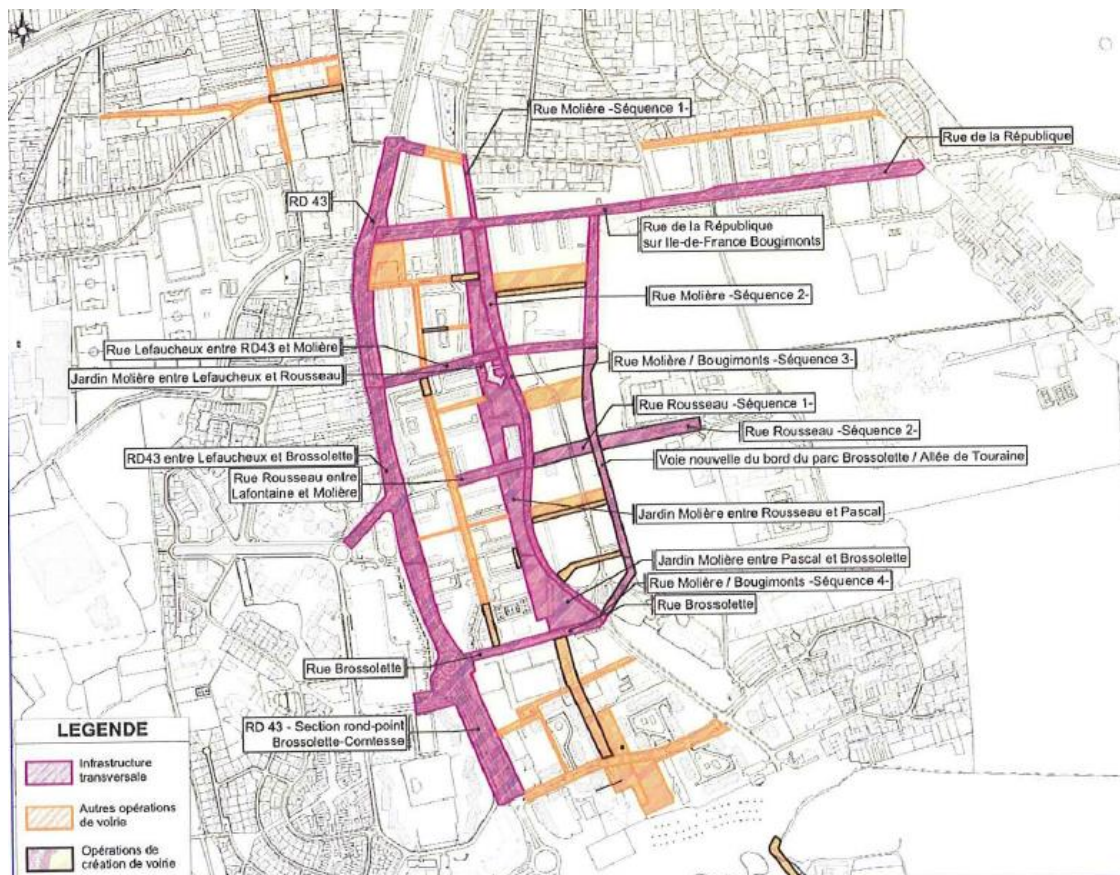 Rue Molière -Séquence 1-
Rue de la République
RD 43
Rue de la République
sur Ile-de-France Bougimonts
Rue Molière -Séquence 2-
Rue Lefaucheux entre RD43 et Molière
Rue Molière / Bougimonts -Séquence 3-
Jardin Molière entre Lefaucheux et Rousseau
Rue Rousseau -Séquence 1-
Rue Rousseau -Séquence 2-
RD43 entre Lefaucheux et Brossolette
Voie nouvelle du bord du parc Brossolette / Allée de Touraine
Rue Rousseau entre
Lafontaine et Molière
Jardin Molière entre Rousseau et Pascal
Jardin Molière entre Pascal et Brossolette
Rue Molière / Bougimonts -Séquence 4-
Rue Brossolette
Rue Brossolette
RD 43 - Section rond-point
Brossolette-Comtesse
LEGENDE
Infrastructure
transversale
Autres opérations
de voirie
Opérations de
création de voirie